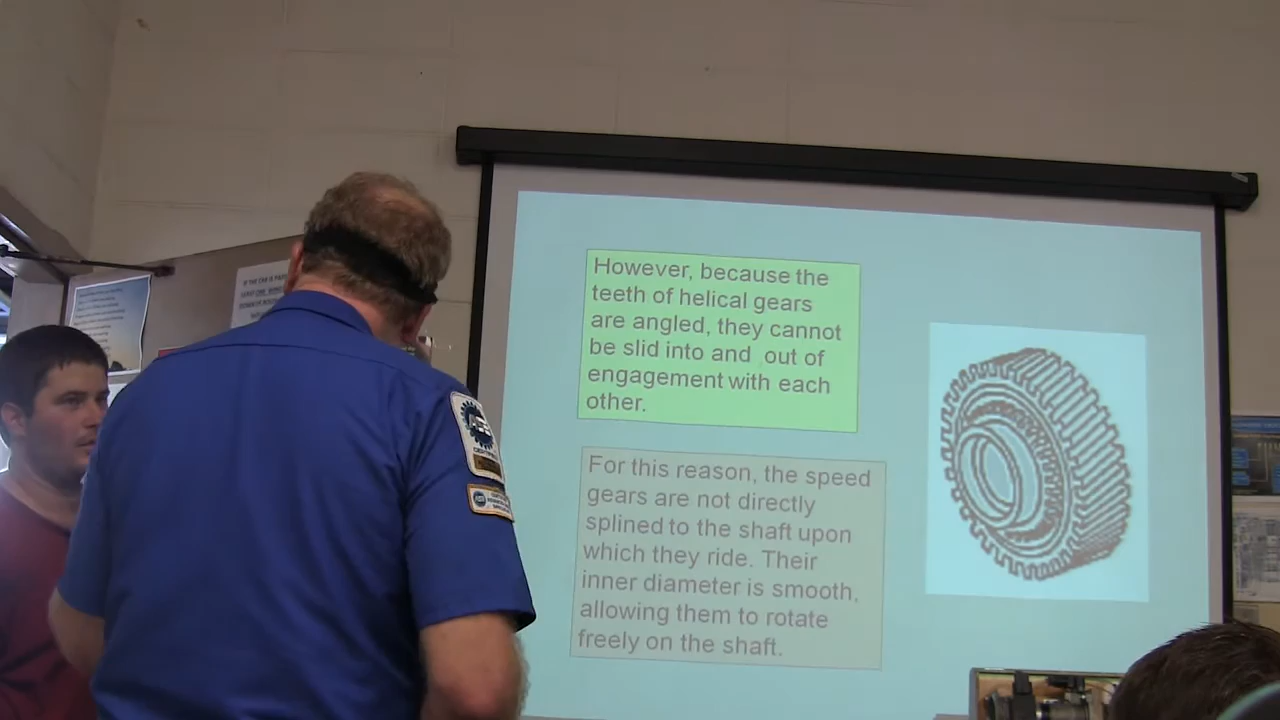 However, because the
teeth of helical gears
are angled, they cannot
be slid into and out of
engagement with each
other.
For this reason, the speed
gears are not directly
splined to the shaft upon
which they ride. Their
inner diameter is smooth,
allowing them to rotate
freely on the shaft.